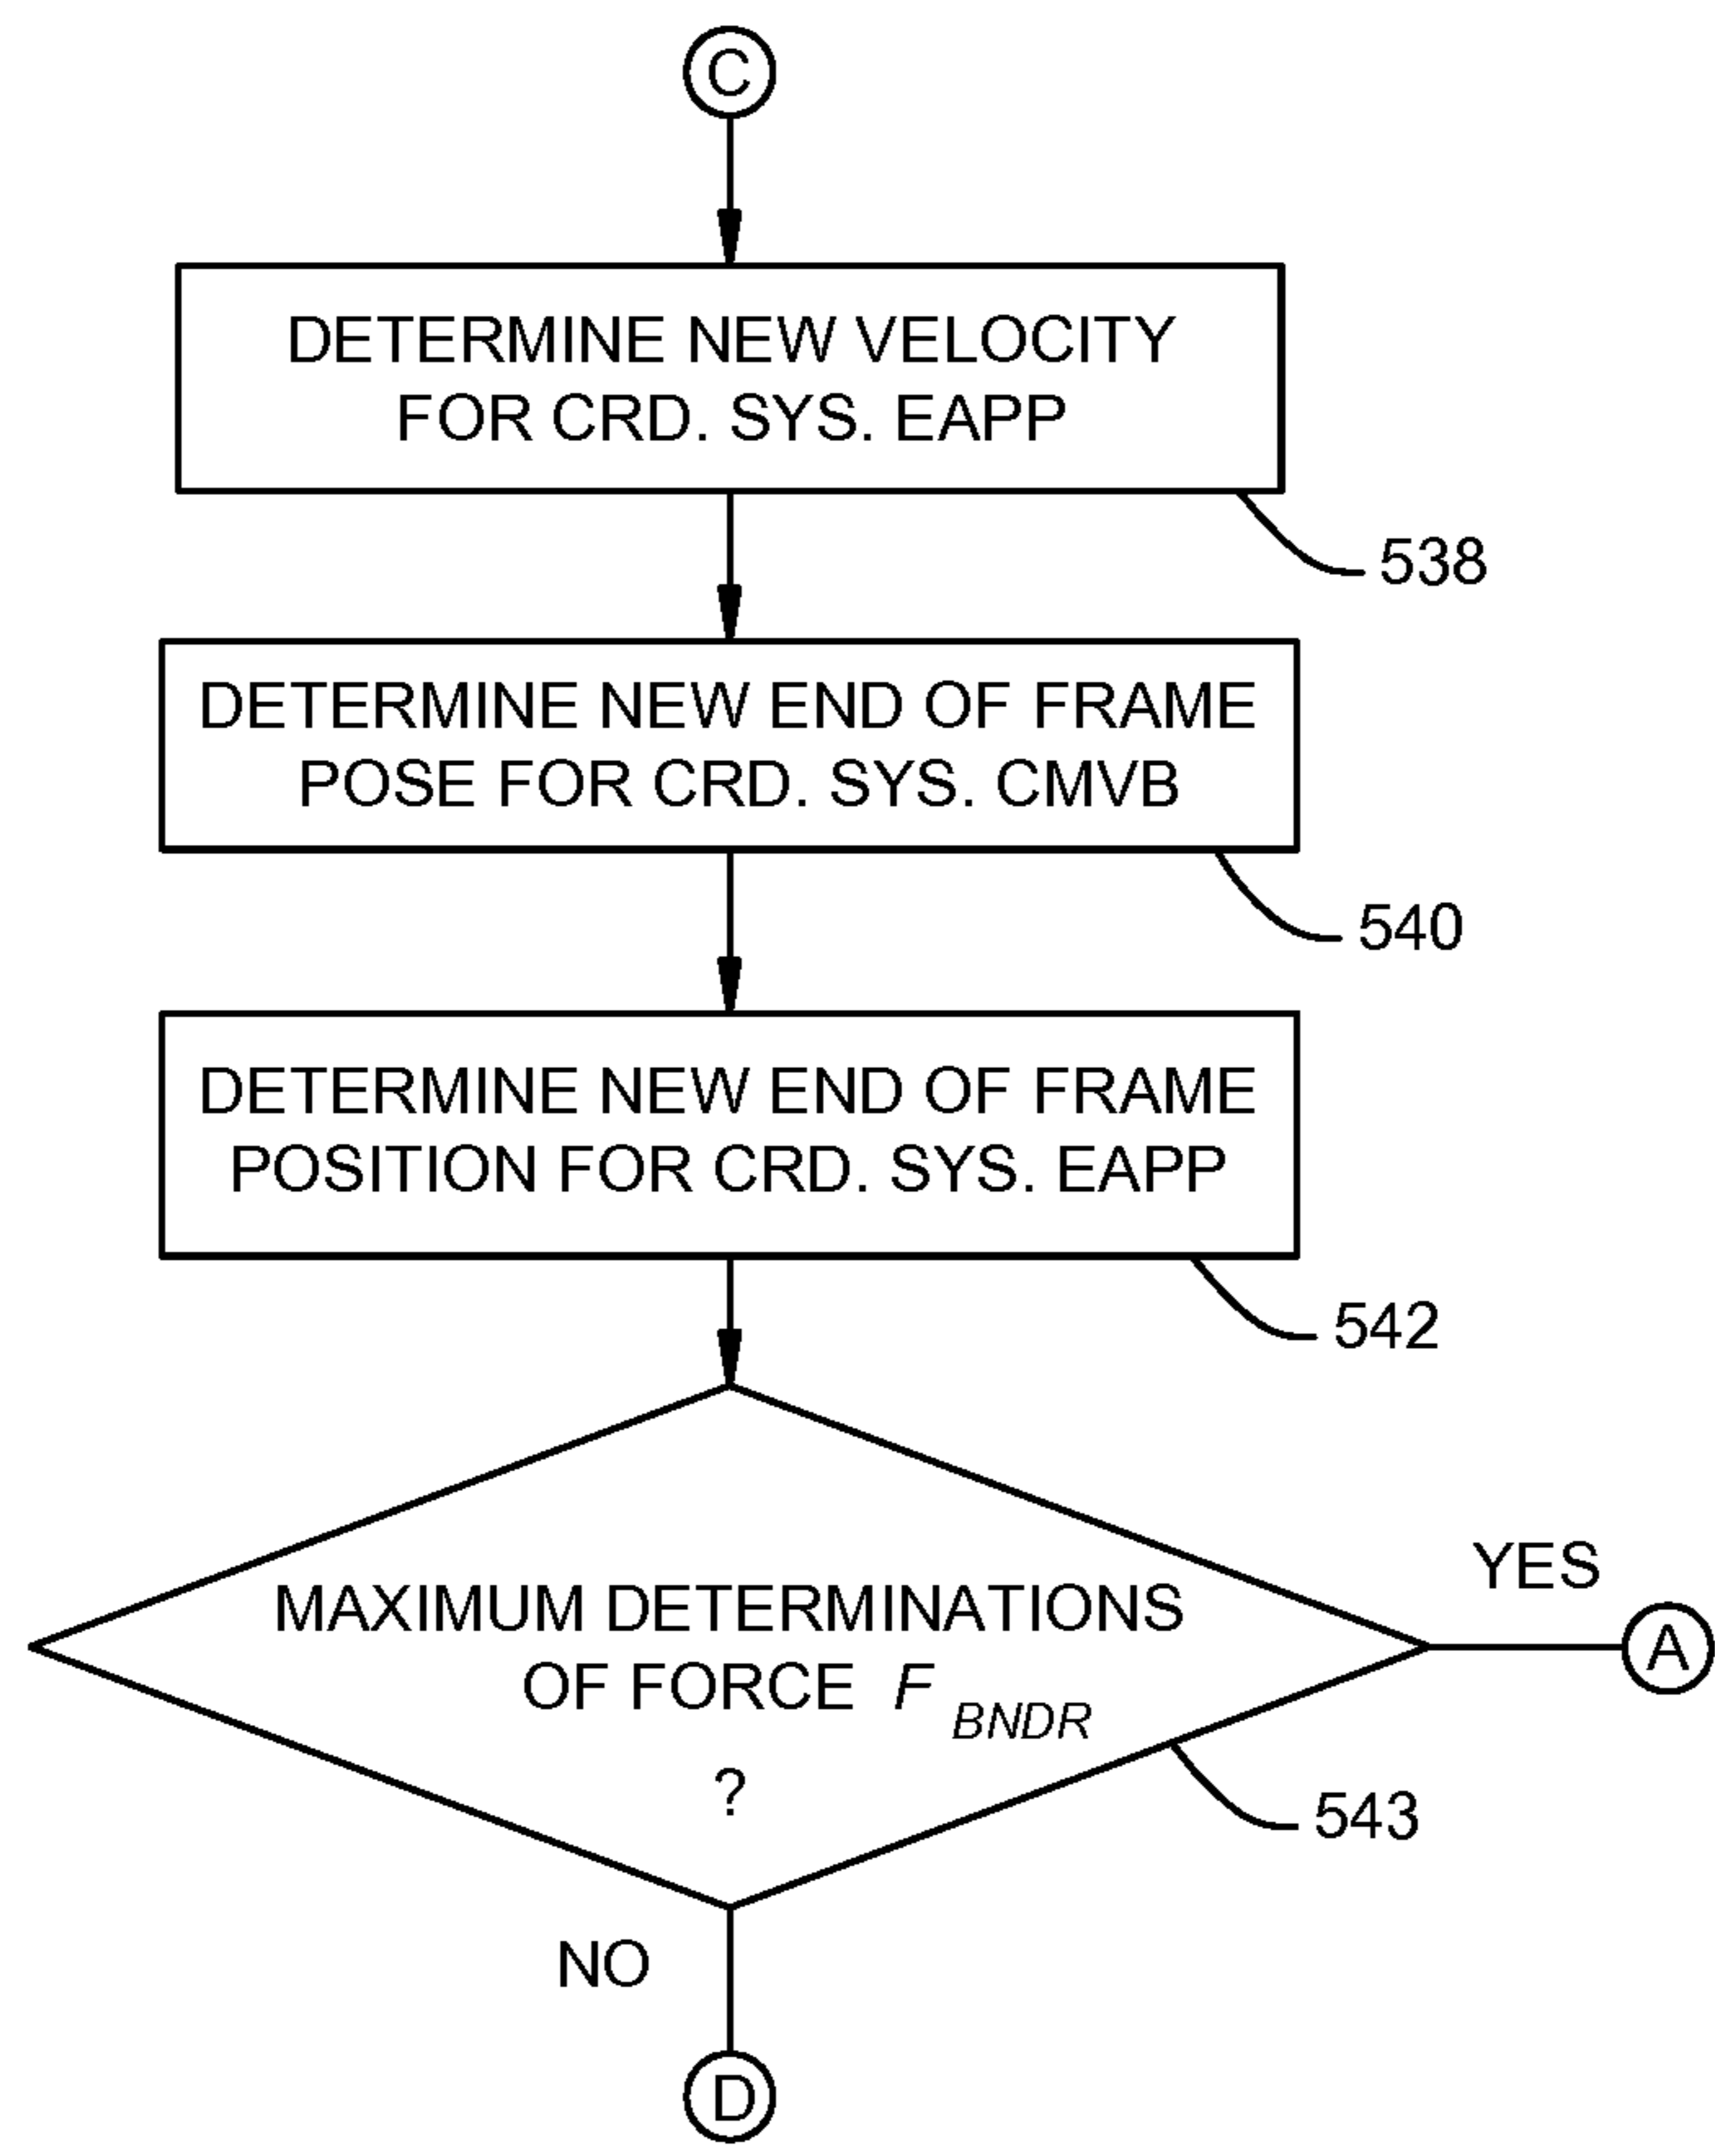 C
DETERMINE NEW VELOCITY
FOR CRD. SYS. EAPP
538
DETERMINE NEW END OF FRAME
POSE FOR CRD. SYS. CMVB
540
DETERMINE NEW END OF FRAME
POSITION FOR CRD. SYS. EAPP
542
MAXIMUM DETERMINATIONS
OF FORCE F BNDR
?
YES
A
543
NO
D